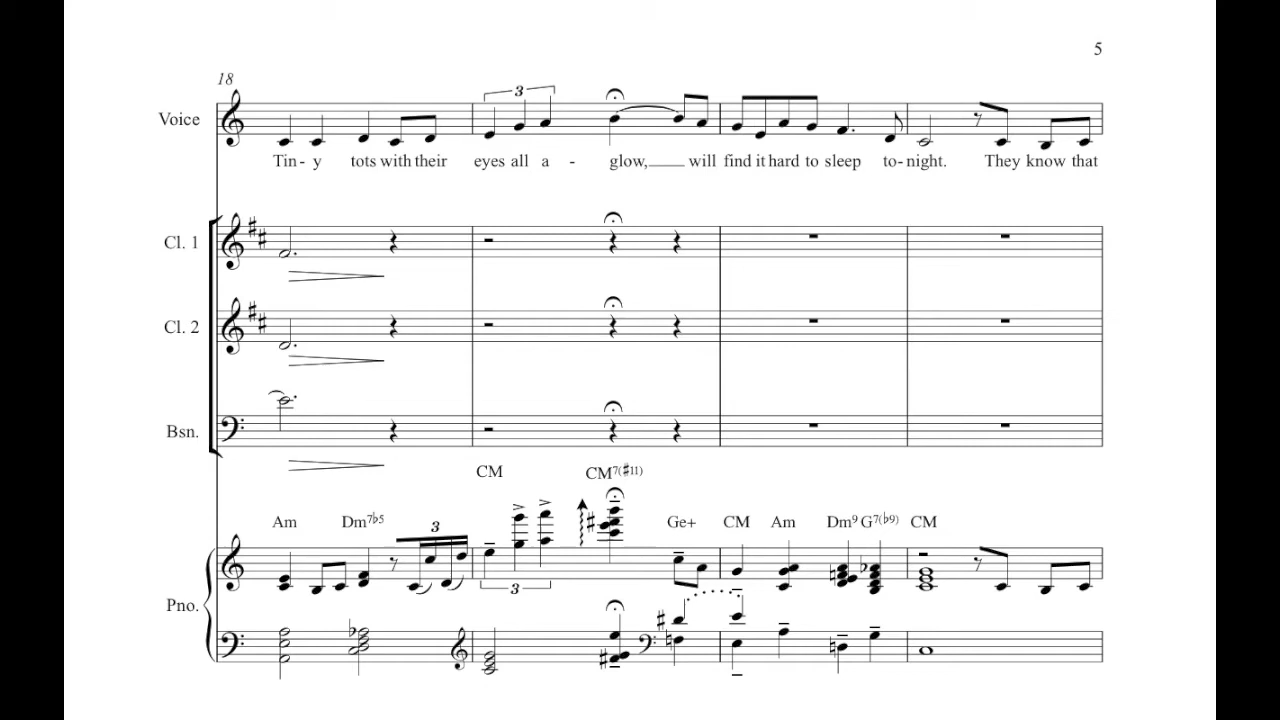 5
18
3
Voice
Tin - y tots with their eyes all a - glow, will find it hard to sleep to - night. They know that
Cl. 1
Cl. 2
Bsn.
CM CM7(♯11)
Am Dm7♭5 Ge+ CM Am Dm9 G7(♭9) CM
3
3
Pno.